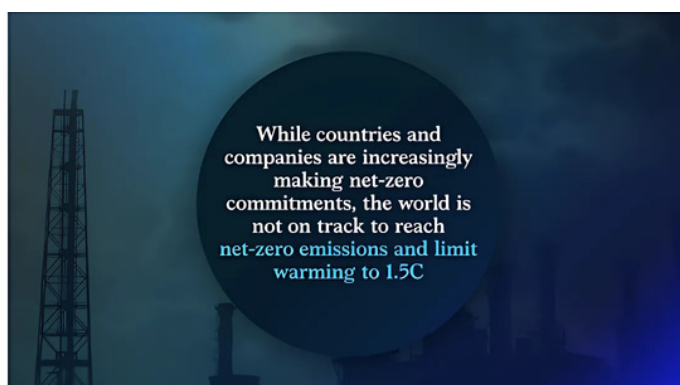 While countries and
companies are increasingly
making net-zero
commitments, the world is
not on track to reach
net-zero emissions and limit
warming to 1.5C